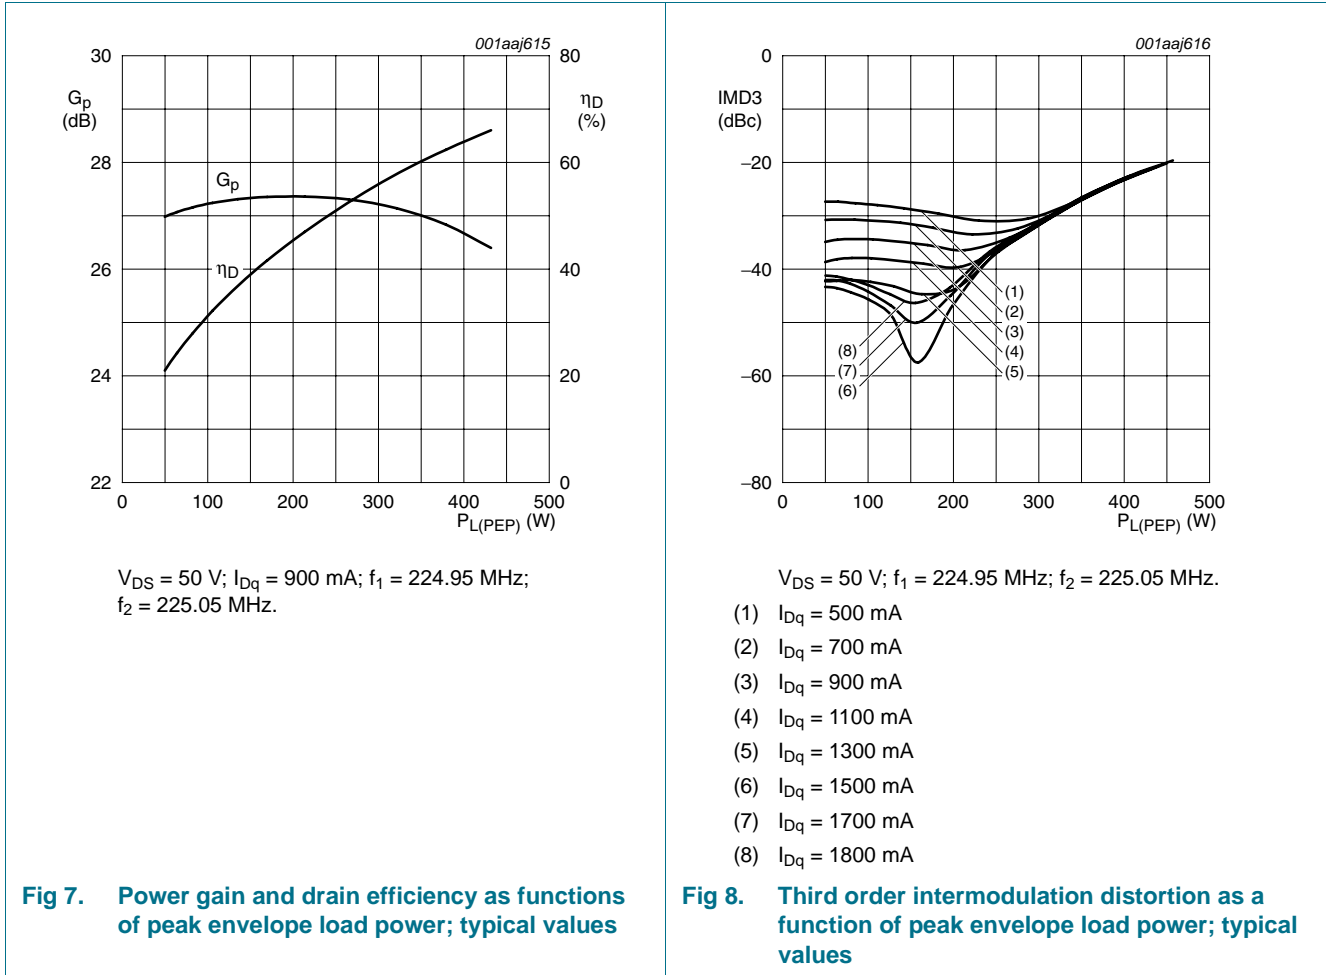 001aaj615
30
80
Gp
(dB)
ηD
(%)
28
60
Gp
26
ηD
40
24
20
22
0
0
100
200
300
400
500
PL(PEP) (W)
VDS = 50 V; IDq = 900 mA; f1 = 224.95 MHz;
f2 = 225.05 MHz.
Fig 7. Power gain and drain efficiency as functions
of peak envelope load power; typical values
001aaj616
0
IMD3
(dBc)
−20
−40
(1)
(2)
(3)
(4)
(5)
(8)
(7)
(6)
−60
−80
0
100
200
300
400
500
PL(PEP) (W)
VDS = 50 V; f1 = 224.95 MHz; f2 = 225.05 MHz.
(1) IDq = 500 mA
(2) IDq = 700 mA
(3) IDq = 900 mA
(4) IDq = 1100 mA
(5) IDq = 1300 mA
(6) IDq = 1500 mA
(7) IDq = 1700 mA
(8) IDq = 1800 mA
Fig 8. Third order intermodulation distortion as a
function of peak envelope load power; typical
values